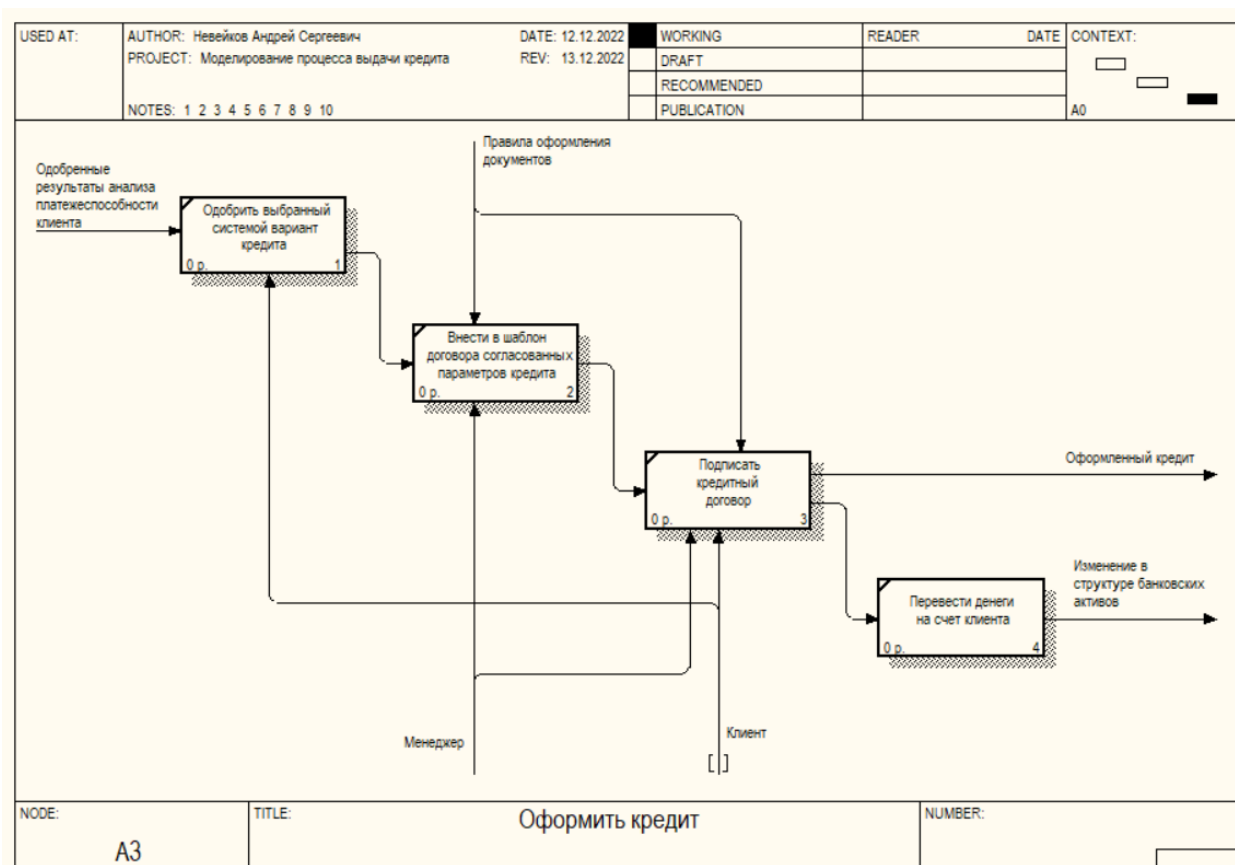 USED AT:
AUTHOR: Невейков Андрей Сергеевич
DATE: 12.12.2022
PROJECT: Моделирование процесса выдачи кредита
REV: 13.12.2022
NOTES: 1 2 3 4 5 6 7 8 9 10
WORKING
DRAFT
RECOMMENDED
PUBLICATION
READER
DATE
CONTEXT:
A0
Правила оформления
документов
Одобренные
результаты анализа
платежеспособности
клиента
Одобрить выбранный
системой вариант
кредита
0 р.
1
Внести в шаблон
договора согласованных
параметров кредита
0 р.
2
Подписать
кредитный
договор
0 р.
3
Оформленный кредит
Изменение в
структуре банковских
активов
Перевести денеги
на счет клиента
0 р.
4
Менеджер
Клиент
NODE:
A3
TITLE:
Оформить кредит
NUMBER: